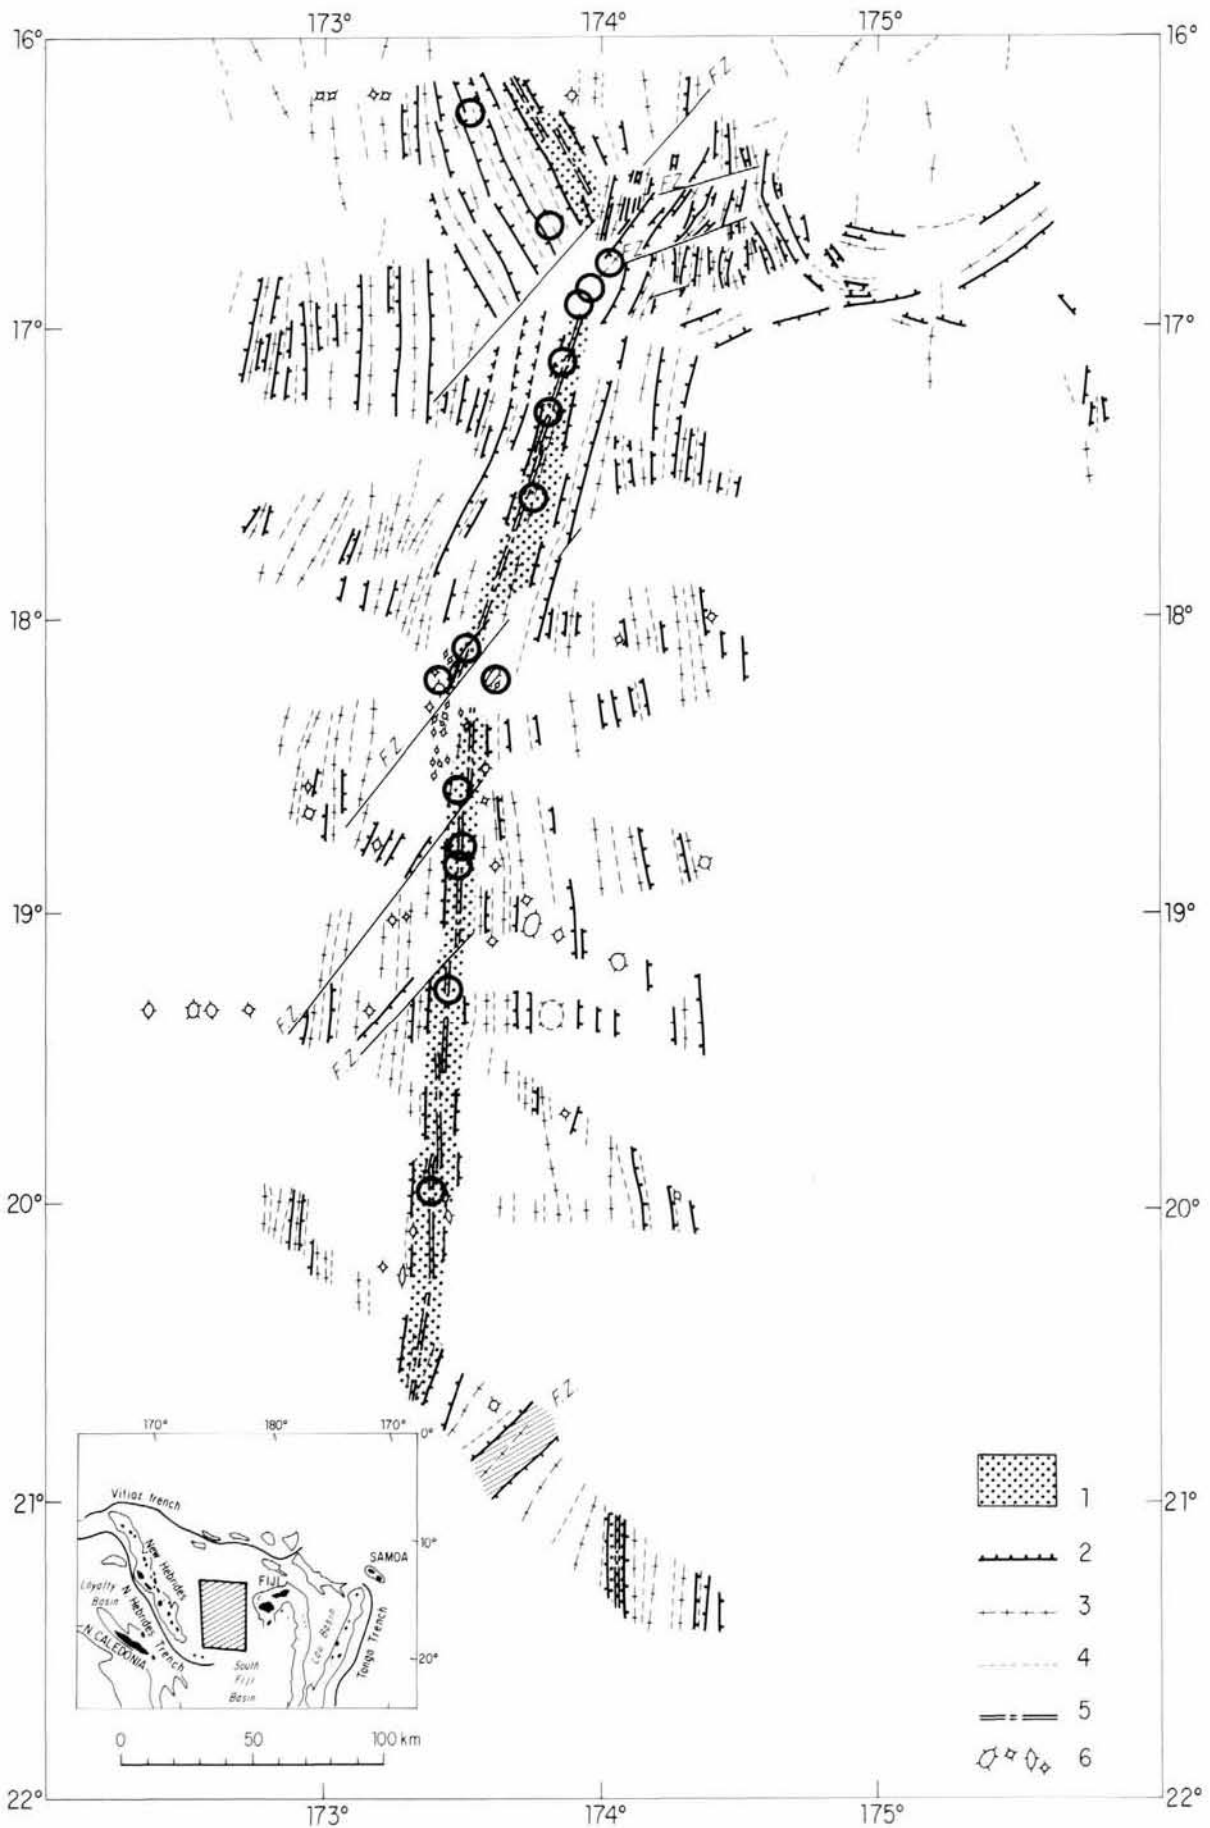 173° 174° 175°
16° 16°
F.Z
F.Z
F.Z
17° 17°
18° 18°
F.Z
19° 19°
F.Z
F.Z
20° 20°
F.Z
170° 180° 170°
0°
Vitiaz trench
10°
New Hebrides
SAMOA
FIJI
Loyalty
Basin
N Hebrides Trench
N. CALEDONIA
Lau Basin
Tonga Trench
20°
South
Fiji
Basin
0 50 100 km
1
21° 21°
2
3
4
5
6
22° 22°
173° 174° 175°